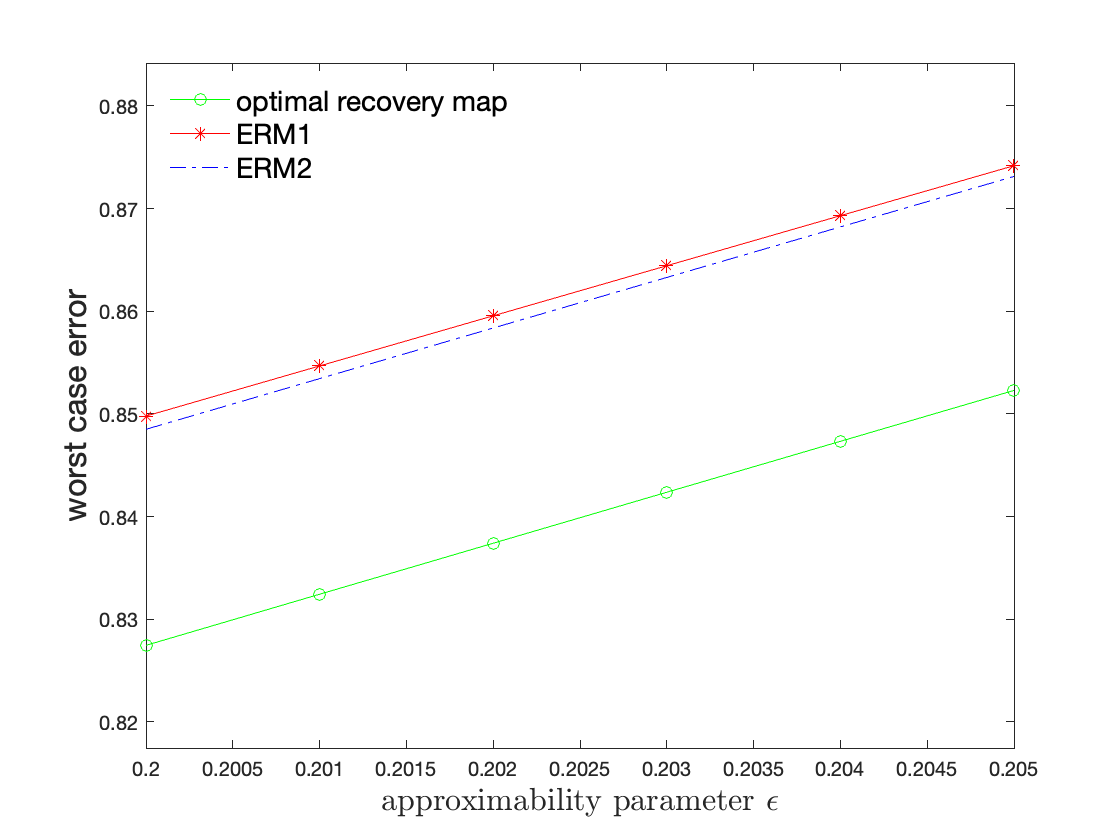 optimal recovery map
ERM1
ERM2
worst case error
0.88
0.87
0.86
0.85
0.84
0.83
0.82
0.2 0.2005 0.201 0.2015 0.202 0.2025 0.203 0.2035 0.204 0.2045 0.205
approximability parameter ϵ